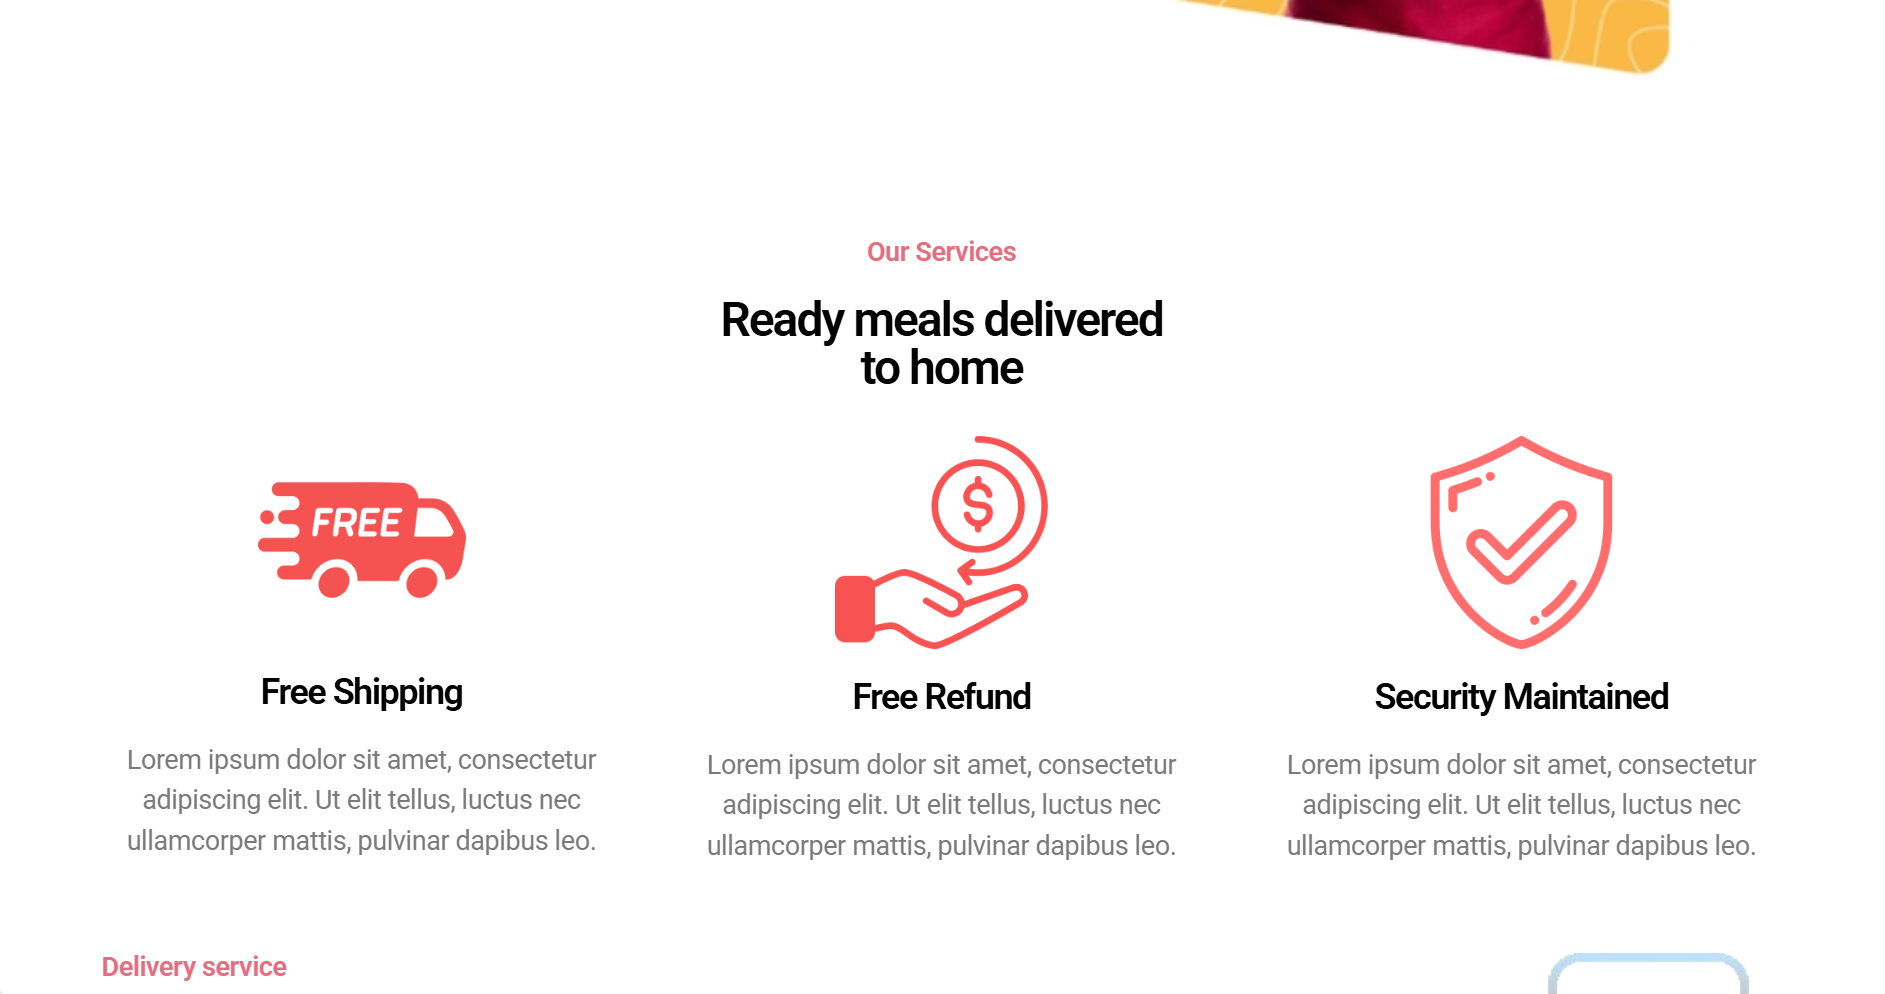 Our Services
Ready meals delivered
to home
FREE
$
Free Shipping
Lorem ipsum dolor sit amet, consectetur
adipiscing elit. Ut elit tellus, luctus nec
ullamcorper mattis, pulvinar dapibus leo.
Free Refund
Lorem ipsum dolor sit amet, consectetur
adipiscing elit. Ut elit tellus, luctus nec
ullamcorper mattis, pulvinar dapibus leo.
Security Maintained
Lorem ipsum dolor sit amet, consectetur
adipiscing elit. Ut elit tellus, luctus nec
ullamcorper mattis, pulvinar dapibus leo.
Delivery service